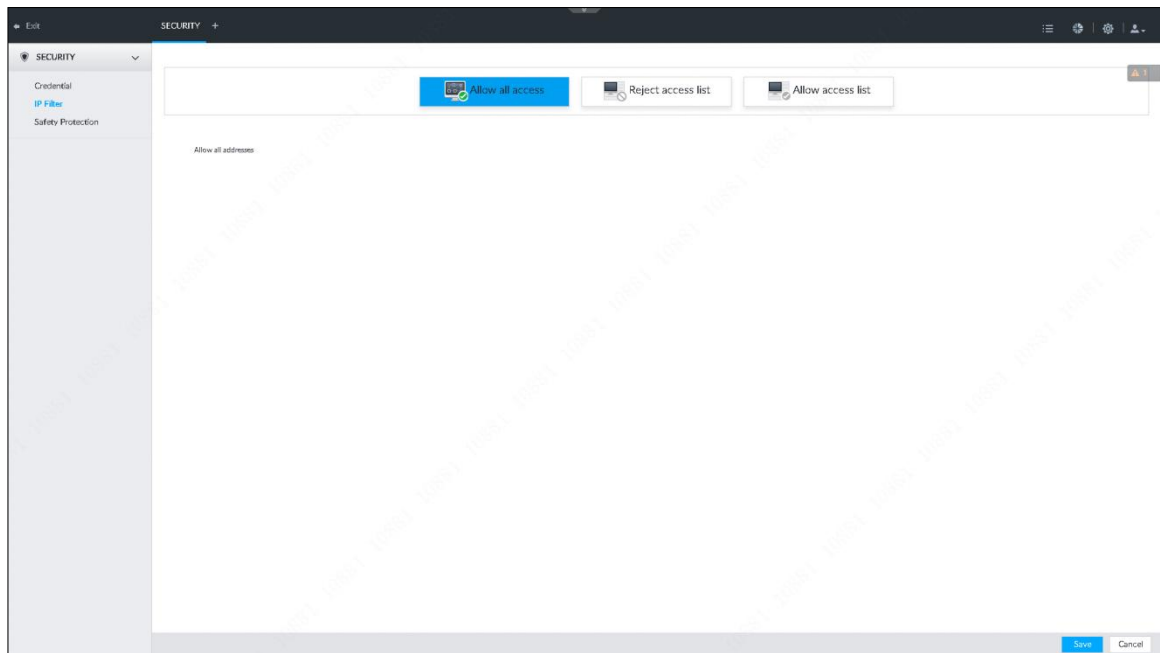 Exit
SECURITY +
SECURITY
Credential
IP Filter
Safety Protection
Allow all access
Reject access list
Allow access list
1
Allow all addresses
Save
Cancel